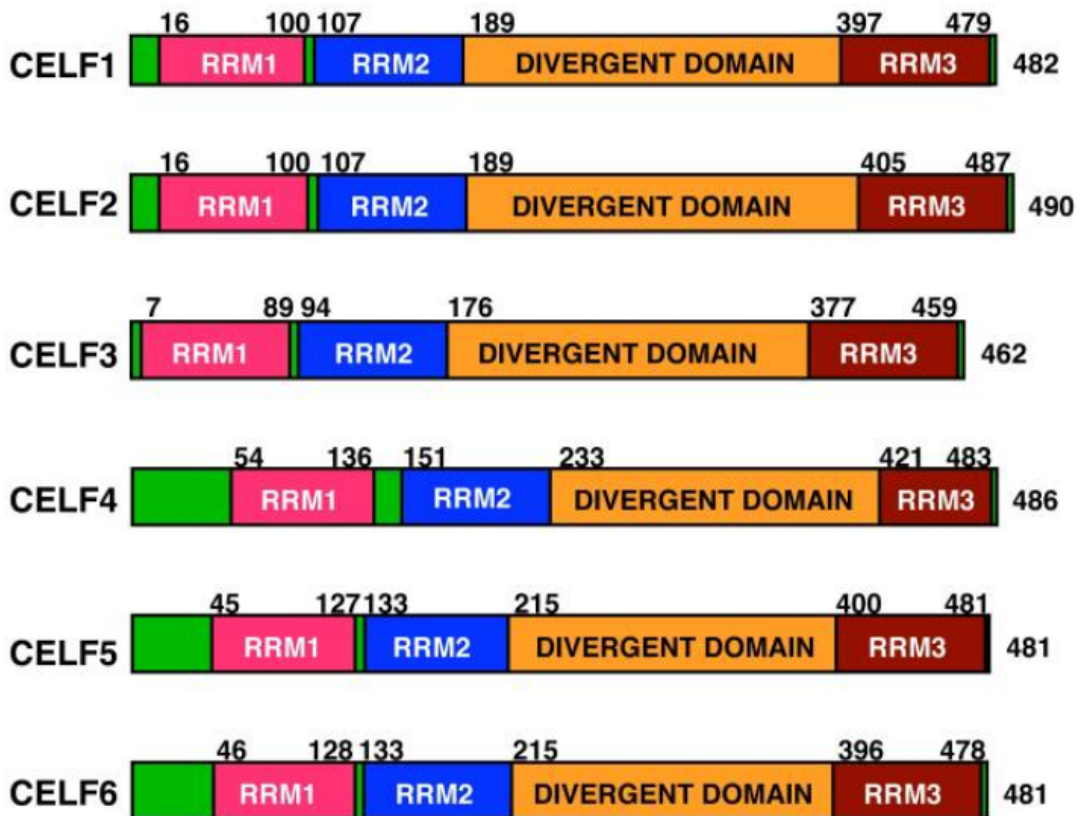 16 100 107 189 397 479
CELF1 RRM1 RRM2 DIVERGENT DOMAIN RRM3 482
16 100 107 189 405 487
CELF2 RRM1 RRM2 DIVERGENT DOMAIN RRM3 490
7 89 94 176 377 459
CELF3 RRM1 RRM2 DIVERGENT DOMAIN RRM3 462
54 136 151 233 421 483
CELF4 RRM1 RRM2 DIVERGENT DOMAIN RRM3 486
45 127 133 215 400 481
CELF5 RRM1 RRM2 DIVERGENT DOMAIN RRM3 481
46 128 133 215 396 478
CELF6 RRM1 RRM2 DIVERGENT DOMAIN RRM3 481